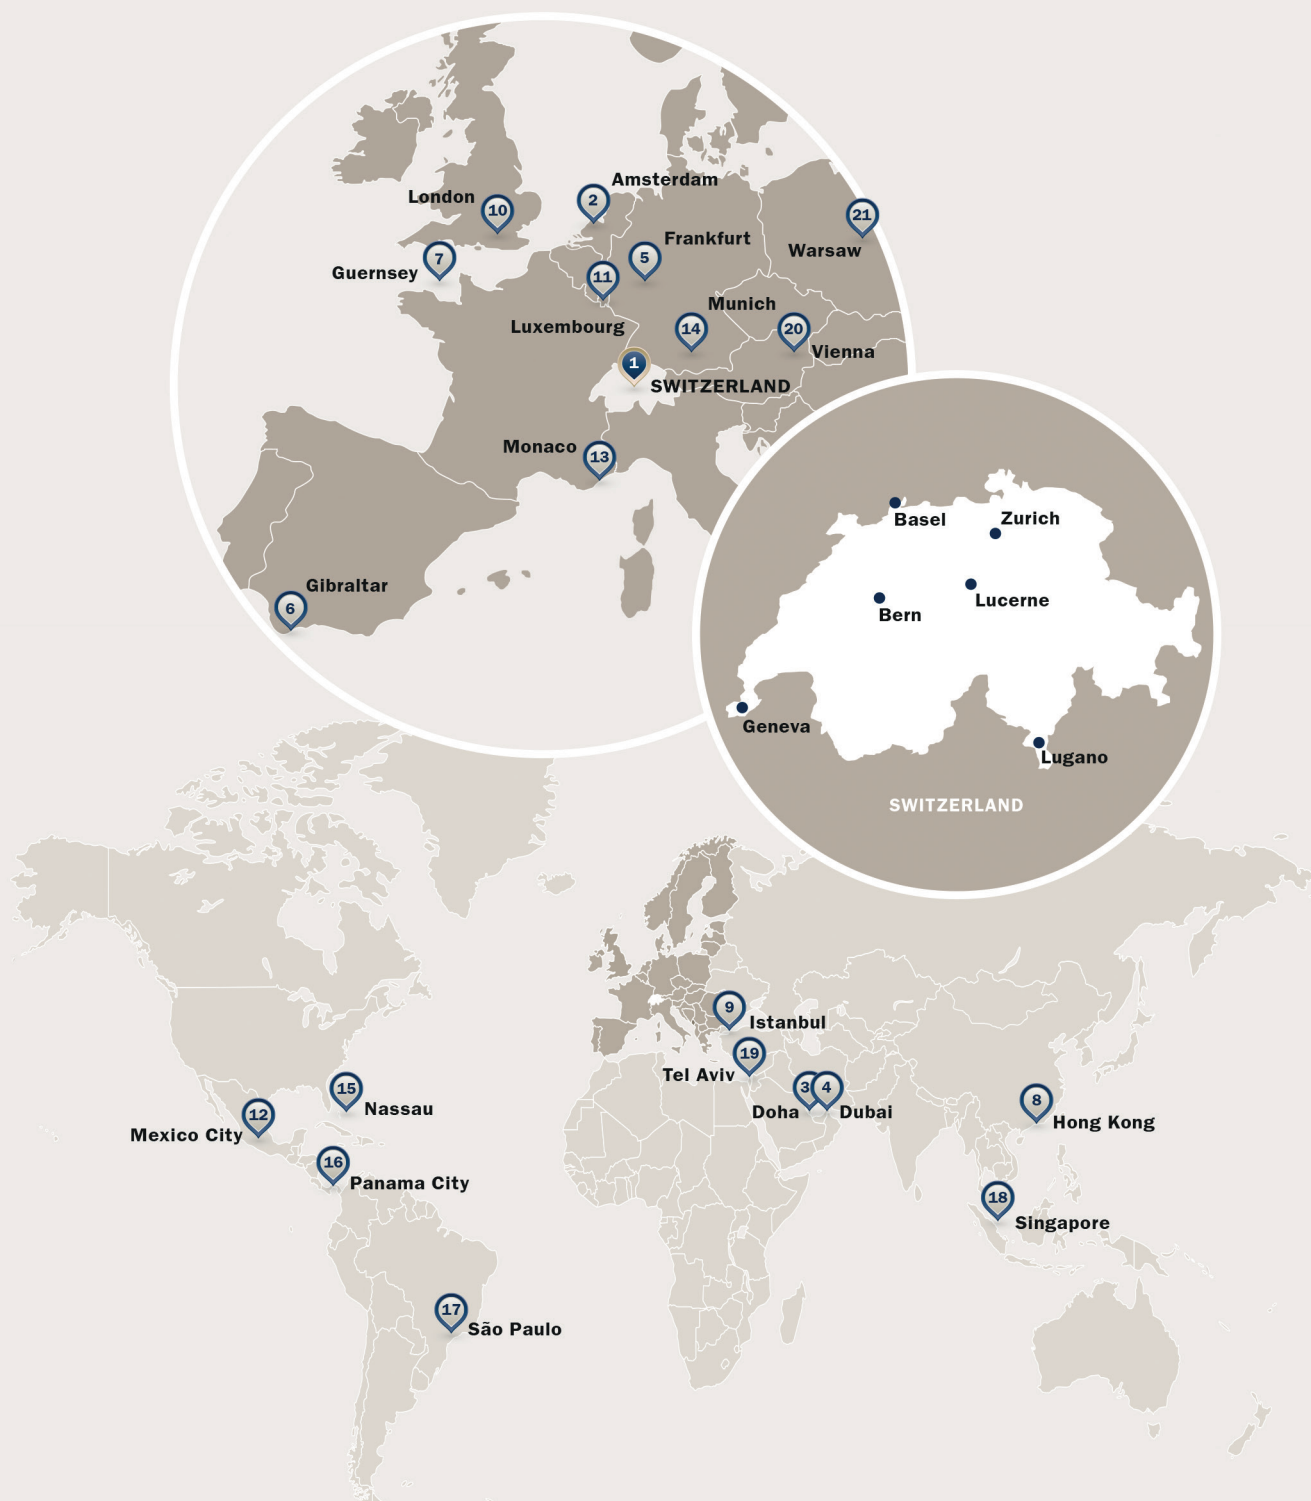 London
10
2
Amsterdam
21
Warsaw
Guernsey
7
5
Frankfurt
11
Luxembourg
Munich
14
20
Vienna
1
SWITZERLAND
Monaco
13
Gibraltar
6
Basel
Zurich
Bern
Lucerne
Geneva
Lugano
SWITZERLAND
9
Istanbul
19
Tel Aviv
3
4
Doha
Dubai
8
Hong Kong
15
Nassau
12
Mexico City
16
Panama City
18
Singapore
17
São Paulo